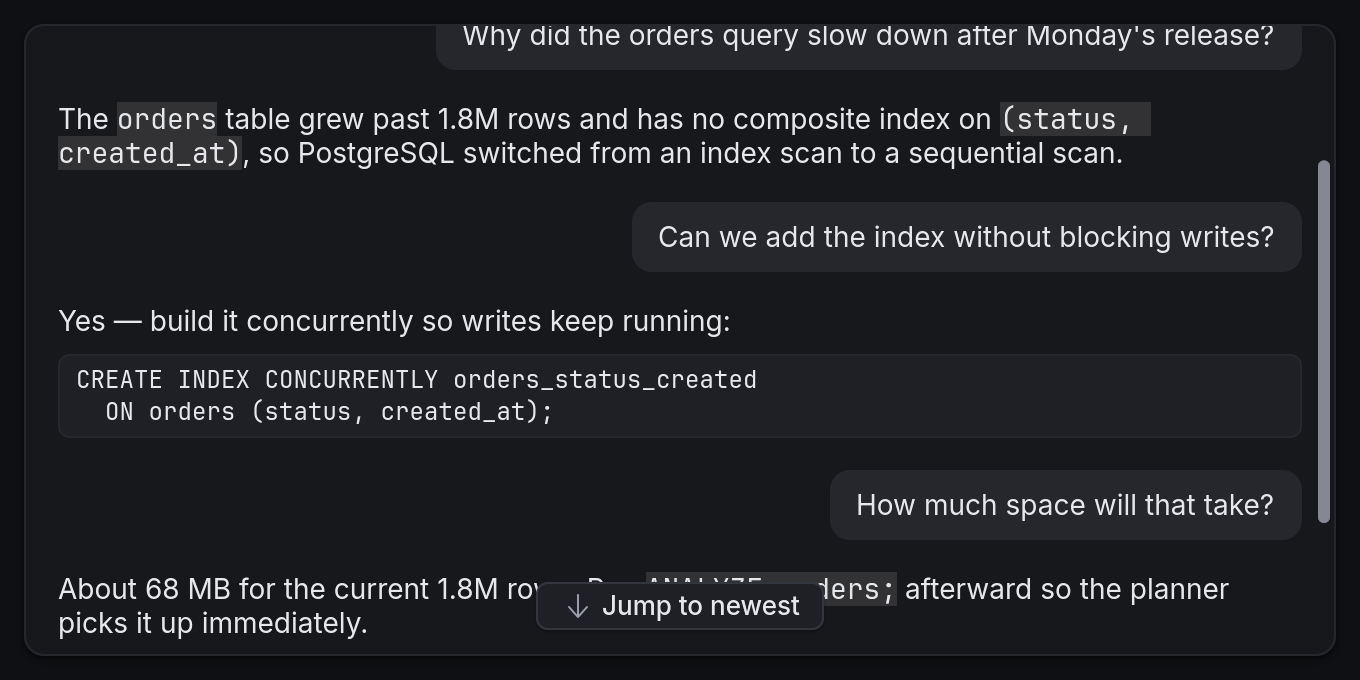 Why did the orders query slow down after Monday's release?
The orders table grew past 1.8M rows and has no composite index on (status,
created_at), so PostgreSQL switched from an index scan to a sequential scan.
Can we add the index without blocking writes?
Yes — build it concurrently so writes keep running:
CREATE INDEX CONCURRENTLY orders_status_created
ON orders (status, created_at);
How much space will that take?
About 68 MB for the current 1.8M afterward so the planner
Jump to newest
picks it up immediately.